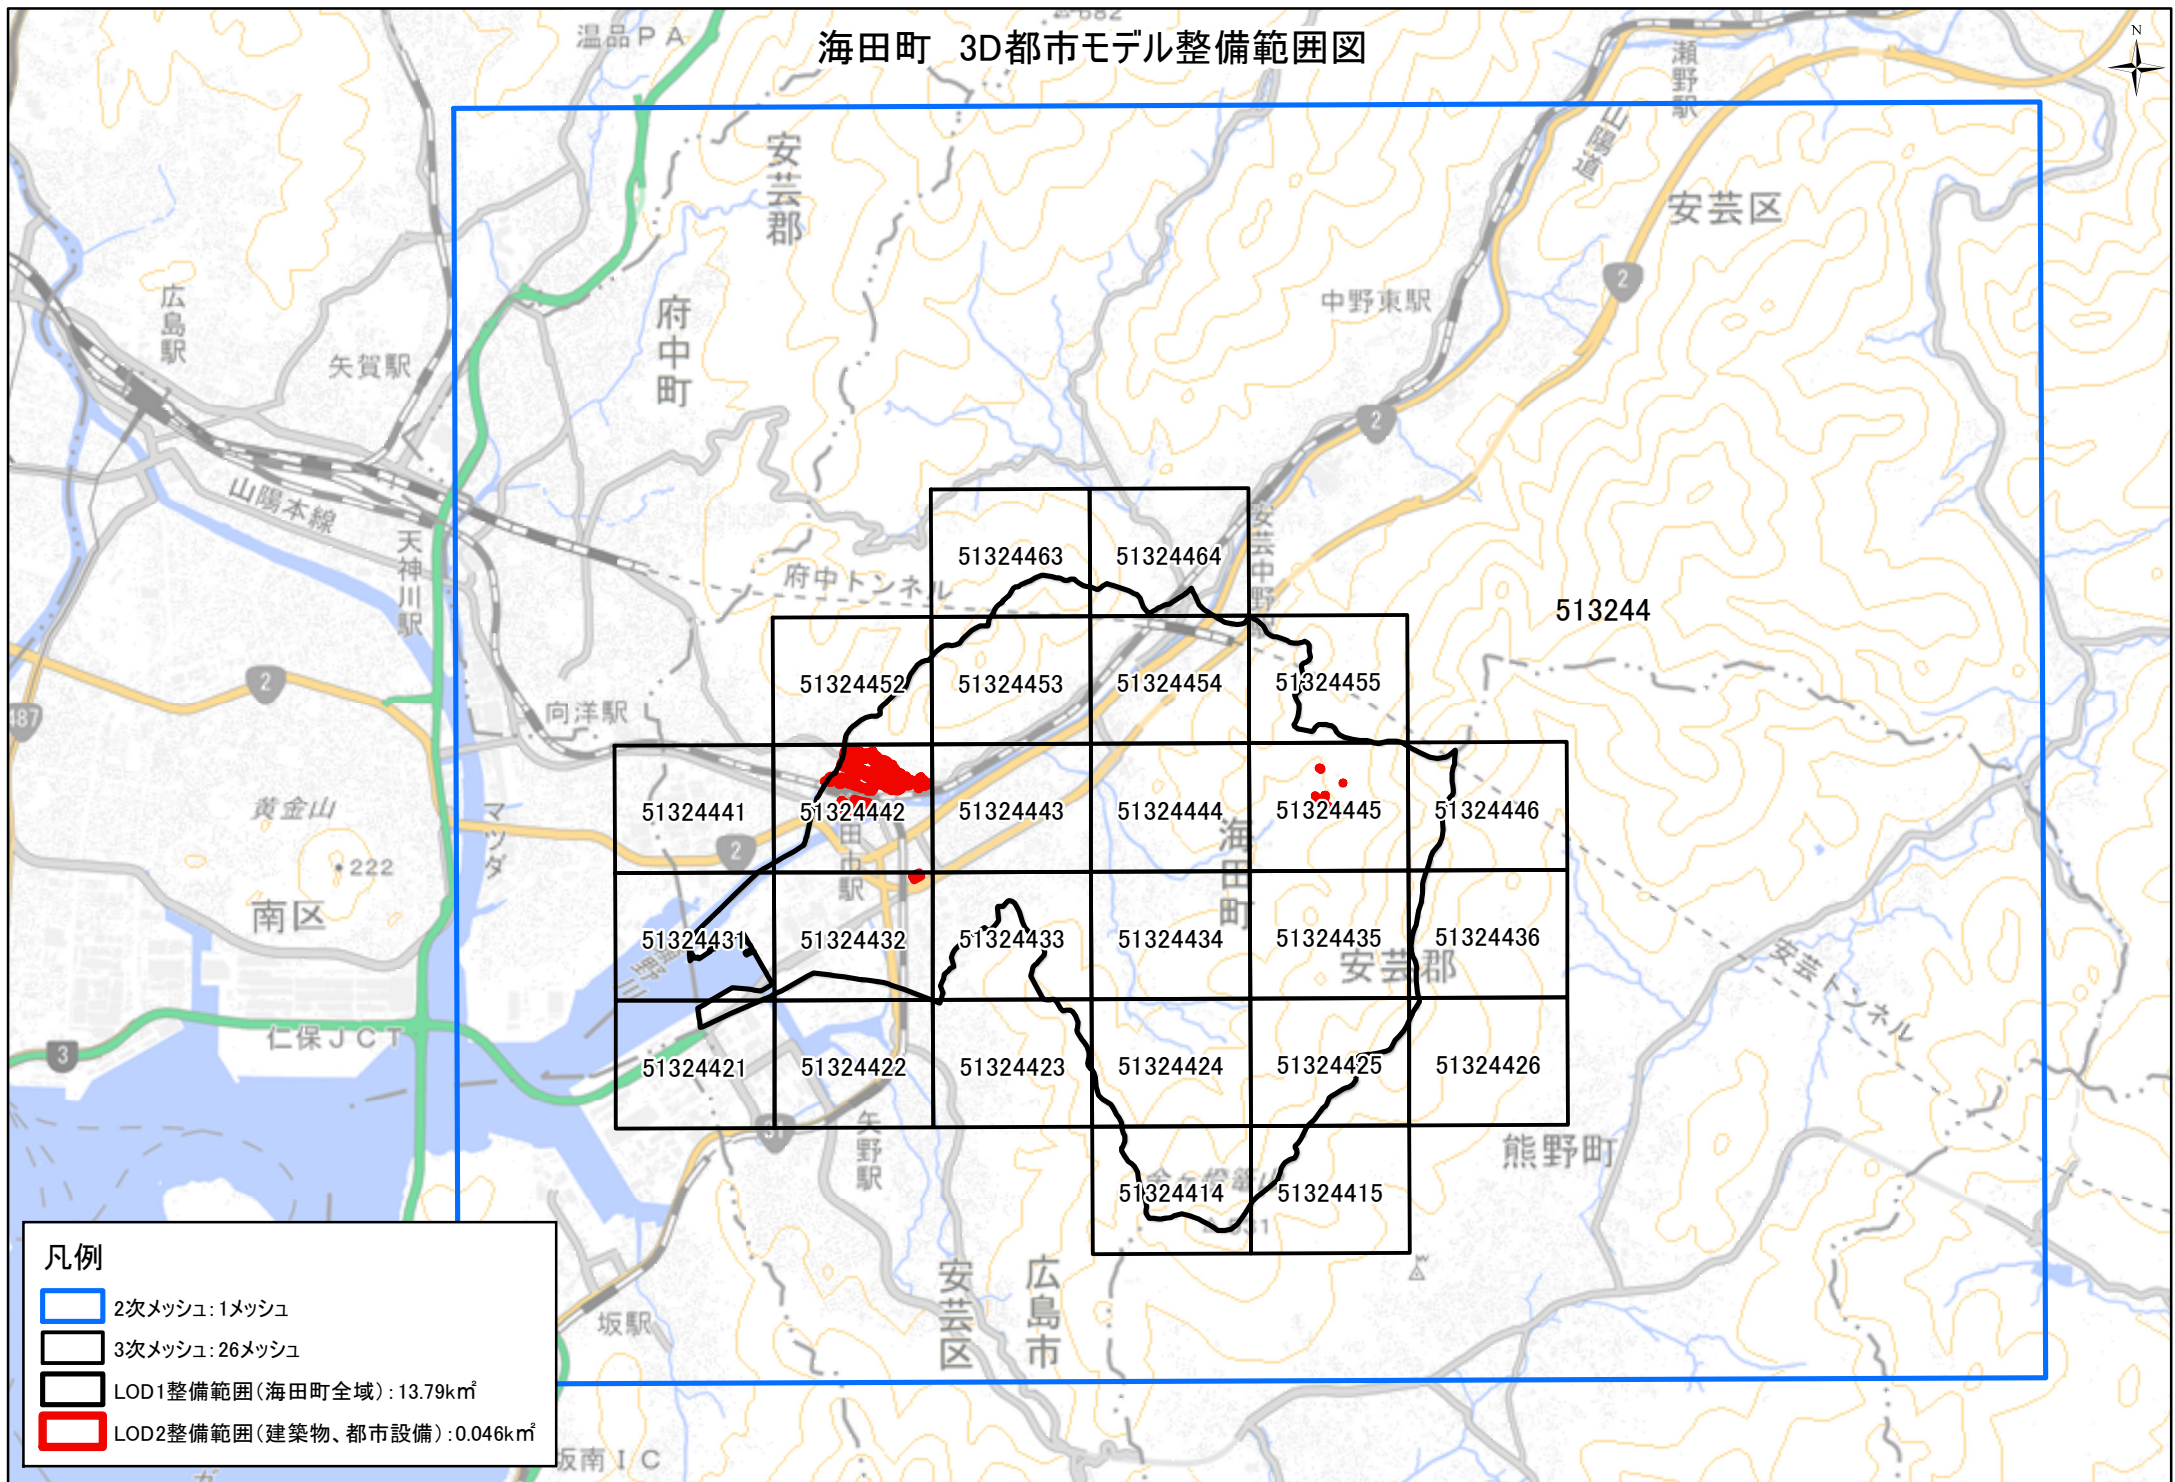 海田町 3D都市モデル整備範囲図
N
温品PA
瀬野駅
山陽道
安芸郡
安芸区
広島駅
府中町
中野東駅
2
矢賀駅
2
山陽本線
天神川駅
安芸中野駅
府中トンネル
51324463
51324464
513244
2
487
向洋駅
51324452
51324453
51324454
51324455
黄金山
222
マツダ
2
51324441
51324442
51324443
51324444
51324445
51324446
田市駅
海田町
南区
51324431
51324432
51324433
51324434
51324435
51324436
安芸郡
安芸トンネル
3
仁保JCT
51324421
51324422
51324423
51324424
51324425
51324426
矢野駅
熊野町
51324414
51324415
安芸区
広島市
坂駅
坂南IC
凡例
2次メッシュ:1メッシュ
3次メッシュ:26メッシュ
LOD1整備範囲(海田町全域):13.79k㎡
LOD2整備範囲(建築物、都市設備):0.046k㎡